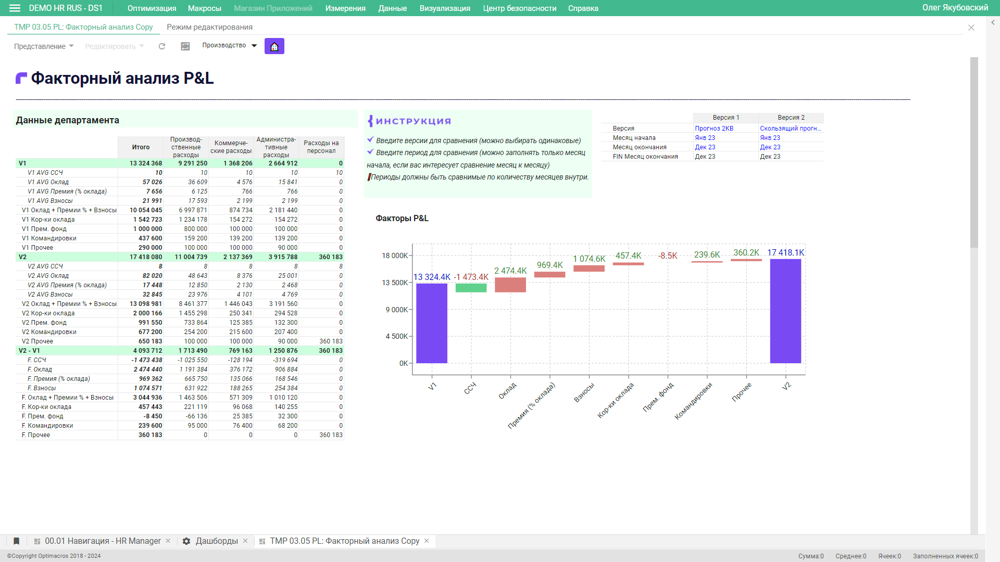 DEMO HR RUS - DS1 Оптимизация Макросы Магазин Приложений Измерения Данные Визуализация Центр безопасности Справка Олег Якубовский
TMP 03.05 PL: Факторный анализ Copy Режим редактирования
Представление Редактировать Производство
Факторный анализ P&L
Данные департамента
Итого Производ-ственные расходы Коммерче-ские расходы Администра-тивные расходы Расходы на персонал
V1 13 324 368 9 291 250 1 368 206 2 664 912 0
V1 AVG ССЧ 10 10 10 10 10
V1 AVG Оклад 57 026 36 609 4 576 15 841 0
V1 AVG Премия (% оклада) 7 656 6 125 766 766 0
V1 AVG Взносы 21 991 17 593 2 199 2 199 0
V1 Оклад + Премии % + Взносы 10 054 045 6 997 871 874 734 2 181 440 0
V1 Кор-ки оклада 1 542 723 1 234 178 154 272 154 272 0
V1 Прем. фонд 1 000 000 800 000 100 000 100 000 0
V1 Командировки 437 600 159 200 139 200 139 200 0
V1 Прочее 290 000 100 000 100 000 90 000 0
V2 17 418 080 11 004 739 2 137 369 3 915 788 360 183
V2 AVG ССЧ 8 8 8 8 8
V2 AVG Оклад 82 020 48 643 8 376 25 001 0
V2 AVG Премия (% оклада) 17 448 12 850 2 130 2 468 0
V2 AVG Взносы 32 845 23 976 4 101 4 769 0
V2 Оклад + Премии % + Взносы 13 098 981 8 461 377 1 446 043 3 191 560 0
V2 Кор-ки оклада 2 000 166 1 455 298 250 341 294 528 0
V2 Прем. фонд 991 550 733 864 125 385 132 300 0
V2 Командировки 677 200 254 200 215 600 207 400 0
V2 Прочее 650 183 100 000 100 000 90 000 360 183
V2 - V1 4 093 712 1 713 490 769 163 1 250 876 360 183
F. ССЧ -1 473 438 -1 025 550 -128 194 -319 694 0
F. Оклад 2 474 440 1 191 384 376 172 906 884 0
F. Премия (% оклада) 969 362 665 750 135 066 168 546 0
F. Взносы 1 074 571 631 922 188 265 254 384 0
F. Оклад + Премии % + Взносы 3 044 936 1 463 506 571 309 1 010 120 0
F. Кор-ки оклада 457 443 221 119 96 068 140 255 0
F. Прем. фонд -8 450 -66 136 25 385 32 300 0
F. Командировки 239 600 95 000 76 400 68 200 0
F. Прочее 360 183 0 0 0 360 183
ИНСТРУКЦИЯ
Введите версии для сравнения (можно выбирать одинаковые)
Введите период для сравнения (можно заполнять только месяц
начала, если вас интересует сравнение месяц к месяцу)
Периоды должны быть сравнимые по количеству месяцев внутри.
Версия 1 Версия 2
Версия Прогноз 2КВ Скользящий прогн...
Месяц начала Янв 23 Янв 23
Месяц окончания Дек 23 Дек 23
FIN Месяц окончания Дек 23 Дек 23
Факторы P&L
18 000K
13 500K
9 000K
4 500K
0K
13 324.4K -1 473.4K 2 474.4K 969.4K 1 074.6K 457.4K -8.5K 239.6K 360.2K 17 418.1K
V1 ССЧ Оклад Премия (% оклада) Взносы Кор-ки оклада Прем. фонд Командировки Прочее V2
00.01 Навигация - HR Manager Дашборды TMP 03.05 PL: Факторный анализ Copy
©Copyright Optimacros 2018 - 2024 Сумма:0 Среднее:0 Ячеек:0 Заполненных ячеек:0